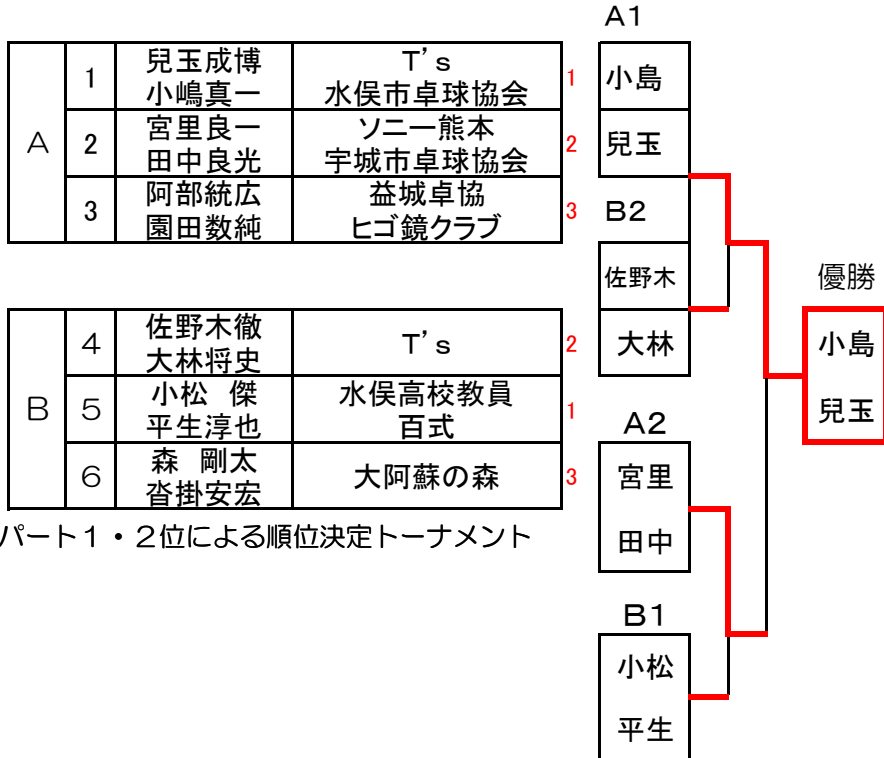 A1
A
1
兒玉成博
小嶋真一
T’s
水俣市卓球協会
1
小島
兒玉
2
宮里良一
田中良光
ソニー熊本
宇城市卓球協会
2
3
阿部統広
園田数純
益城卓協
ヒゴ鏡クラブ
3
B2
佐野木
大林
優勝
小島
兒玉
B
4
佐野木徹
大林将史
T’s
2
5
小松　傑
平生淳也
水俣高校教員
百式
1
6
森　剛太
沓掛安宏
大阿蘇の森
3
A2
宮里
田中
パート1・2位による順位決定トーナメント
B1
小松
平生